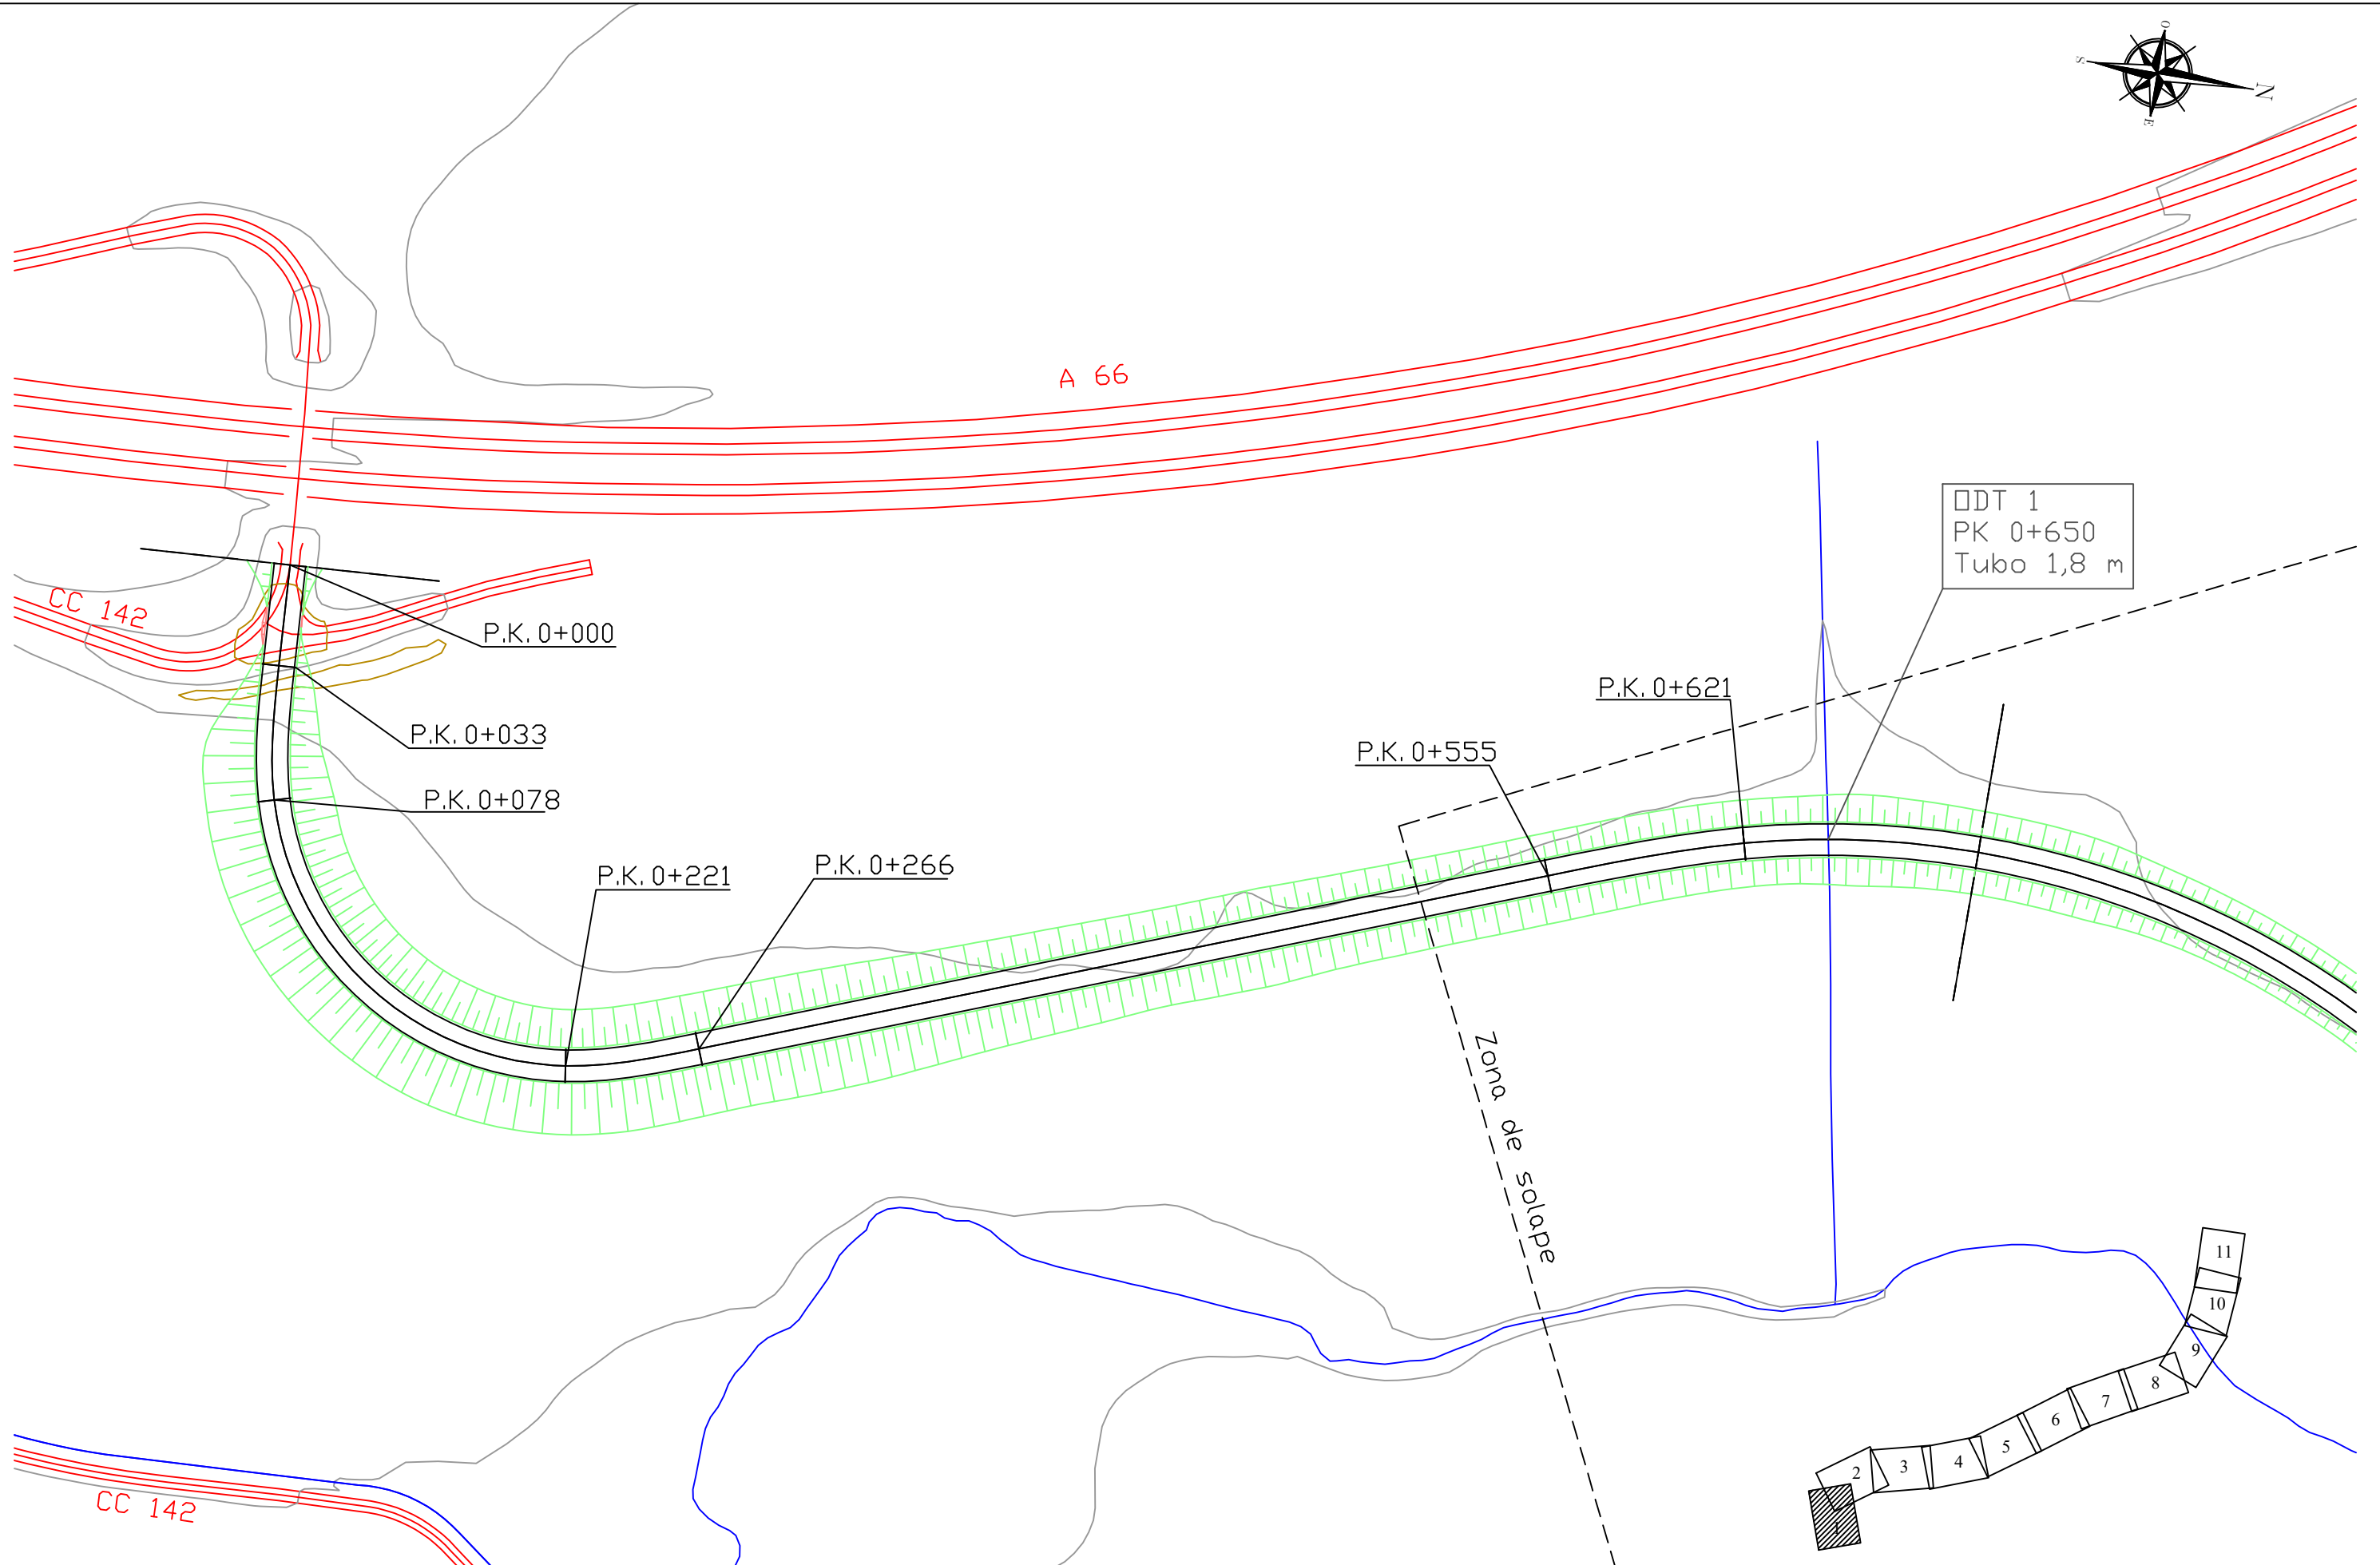 O
S
N
E
A 66
ODT 1
PK 0+650
Tubo 1,8 m
CC 142
P.K. 0+000
P.K. 0+621
P.K. 0+033
P.K. 0+555
P.K. 0+078
P.K. 0+221
P.K. 0+266
Zona de solape
11
10
9
8
7
6
5
4
3
2
1
CC 142